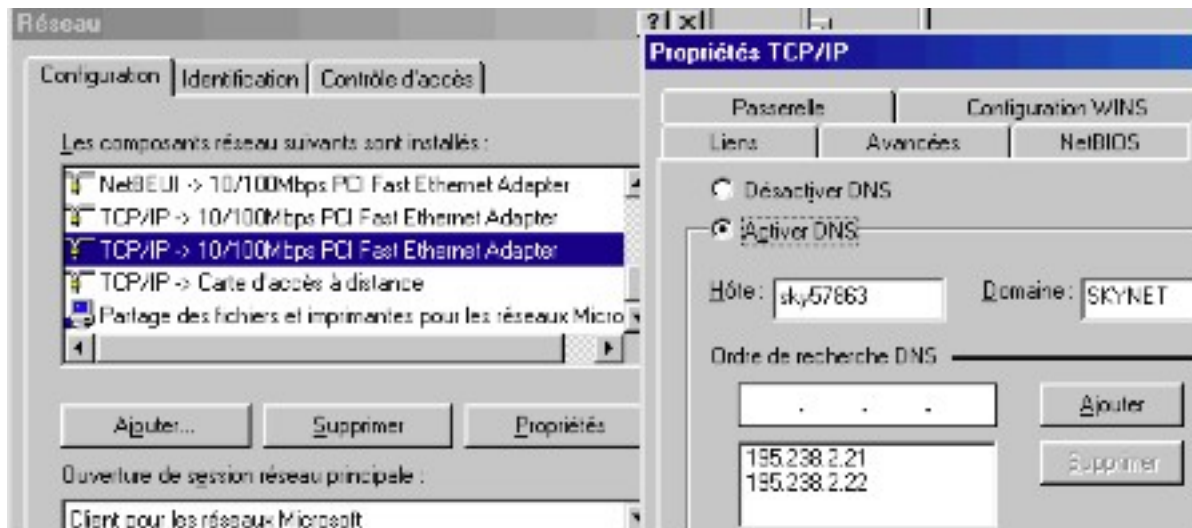 Réseau
Configuration
Identification
Contrôle d'accès
Les composants réseau suivants sont installés :
NetBEUI -> 10/100Mbps PCI Fast Ethernet Adapter
TCP/IP -> 10/100Mbps PCI Fast Ethernet Adapter
TCP/IP -> 10/100Mbps PCI Fast Ethernet Adapter
TCP/IP -> Carte d'accès à distance
Partage des fichiers et imprimantes pour les réseaux Micro
Ajouter...
Supprimer
Propriétés
Ouverture de session réseau principale :
Client pour les réseaux Microsoft
Propriétés TCP/IP
Passerelle
Configuration WINS
Liens
Avancées
NetBIOS
Désactiver DNS
Activer DNS
Hôte : sky57863
Domaine : SKYNET
Ordre de recherche DNS
. . .
Ajouter
195.238.2.21
195.238.2.22
Supprimer